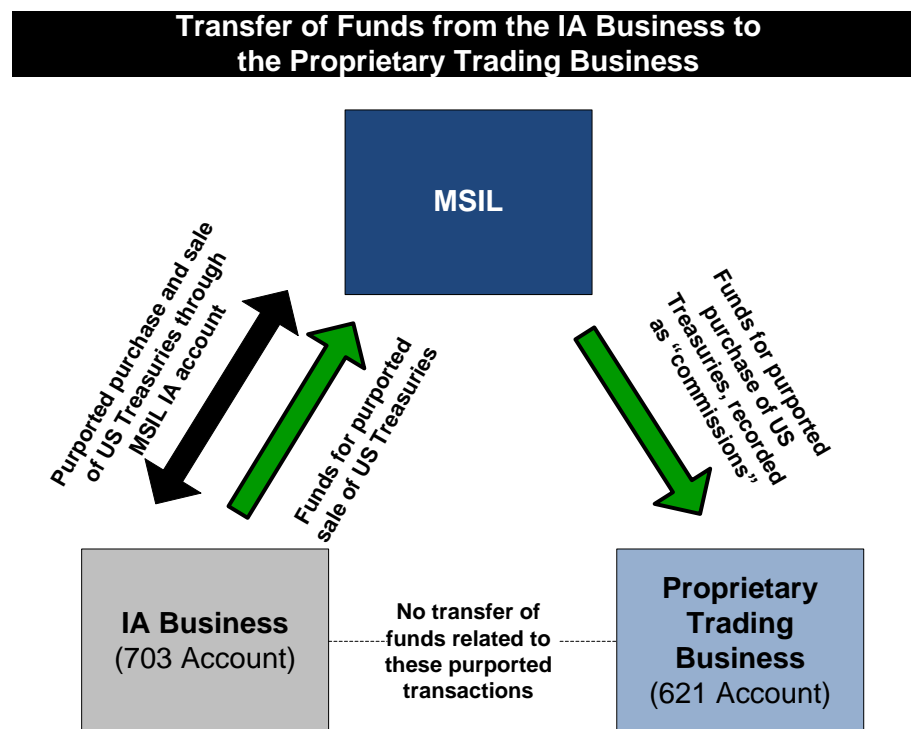 Transfer of Funds from the IA Business to
the Proprietary Trading Business
MSIL
Purported purchase and sale
of US Treasuries through
MSIL IA account
Funds for purported
sale of US Treasuries
Funds for purported
purchase of US
Treasuries, recorded
as “commissions”
IA Business
(703 Account)
No transfer of
funds related to
these purported
transactions
Proprietary
Trading
Business
(621 Account)